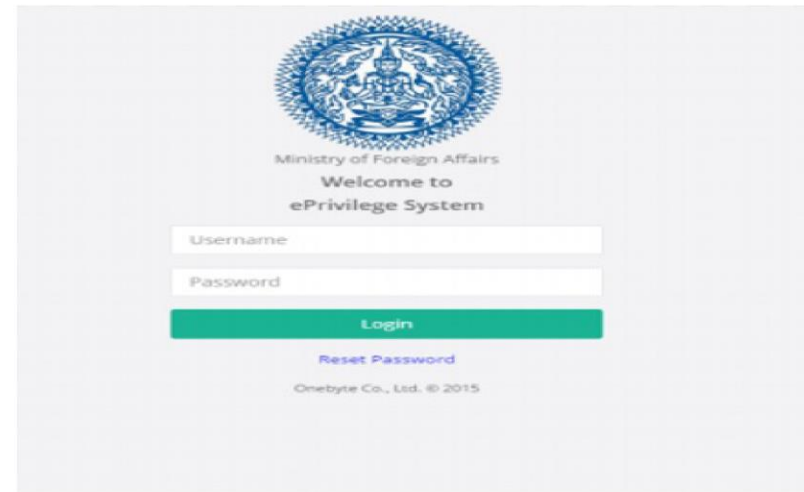 Ministry of Foreign Affairs
Welcome to
ePrivilege System
Username
Password
Login
Reset Password
Onebyte Co., Ltd. © 2015